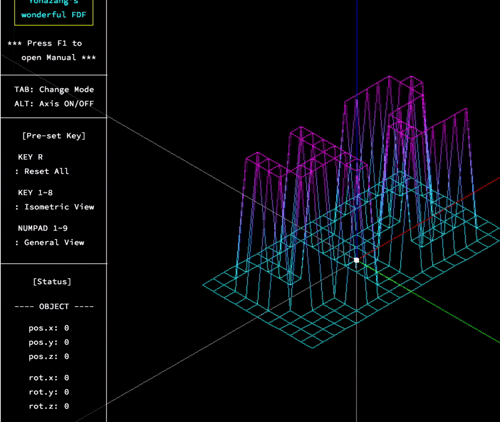 Yohazang's
wonderful FDF
*** Press F1 to
open Manual ***
TAB: Change Mode
ALT: Axis ON/OFF
[Pre-set Key]
KEY R
: Reset All
KEY 1-8
: Isometric View
NUMPAD 1~9
: General View
[Status]
---- OBJECT ----
pos.x: 0
pos.y: 0
pos.z: 0
rot.x: 0
rot.y: 0
rot.z: 0